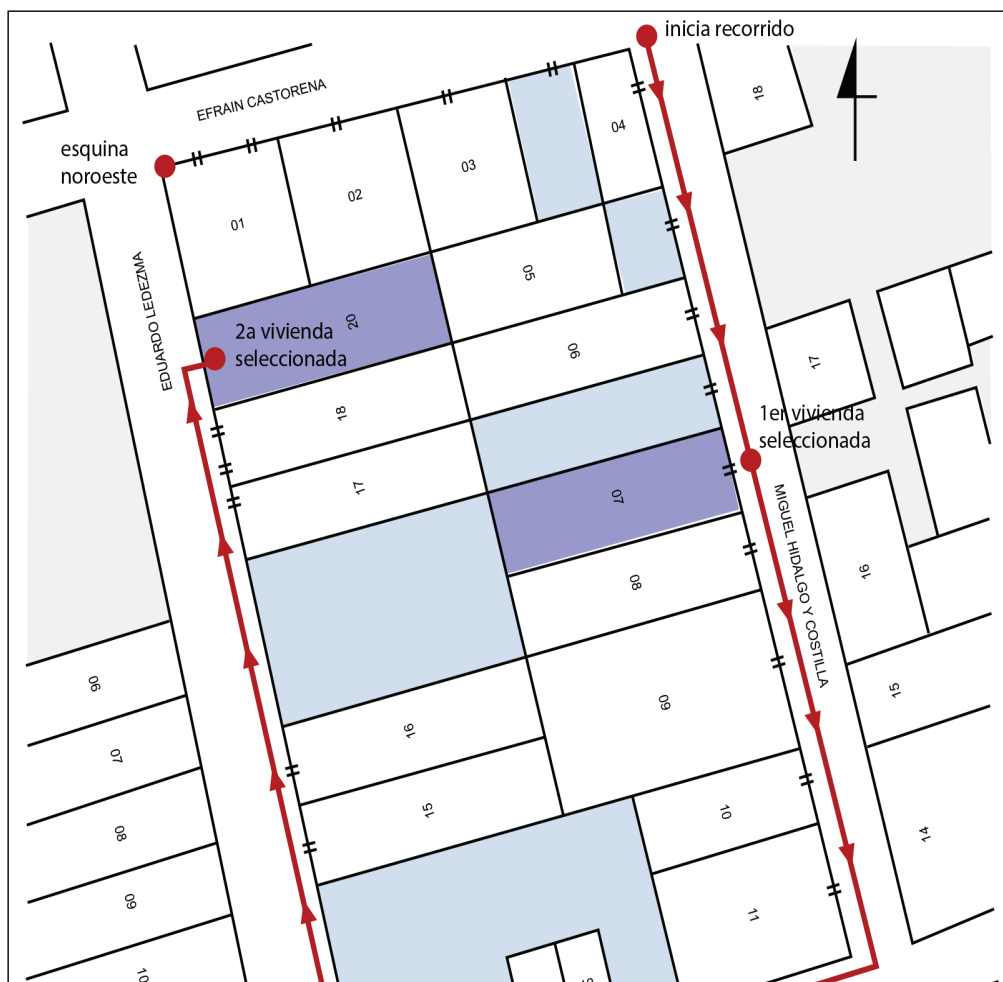 inicia recorrido
EFRAIN CASTORENA
esquina
noroeste
18
04
03
02
01
EDUARDO LEDEZMA
05
20
2a vivienda
seleccionada
06
17
18
1er vivienda
seleccionada
17
07
MIGUEL HIDALGO Y COSTILLA
16
08
06
09
15
16
07
15
10
14
08
09
11
10